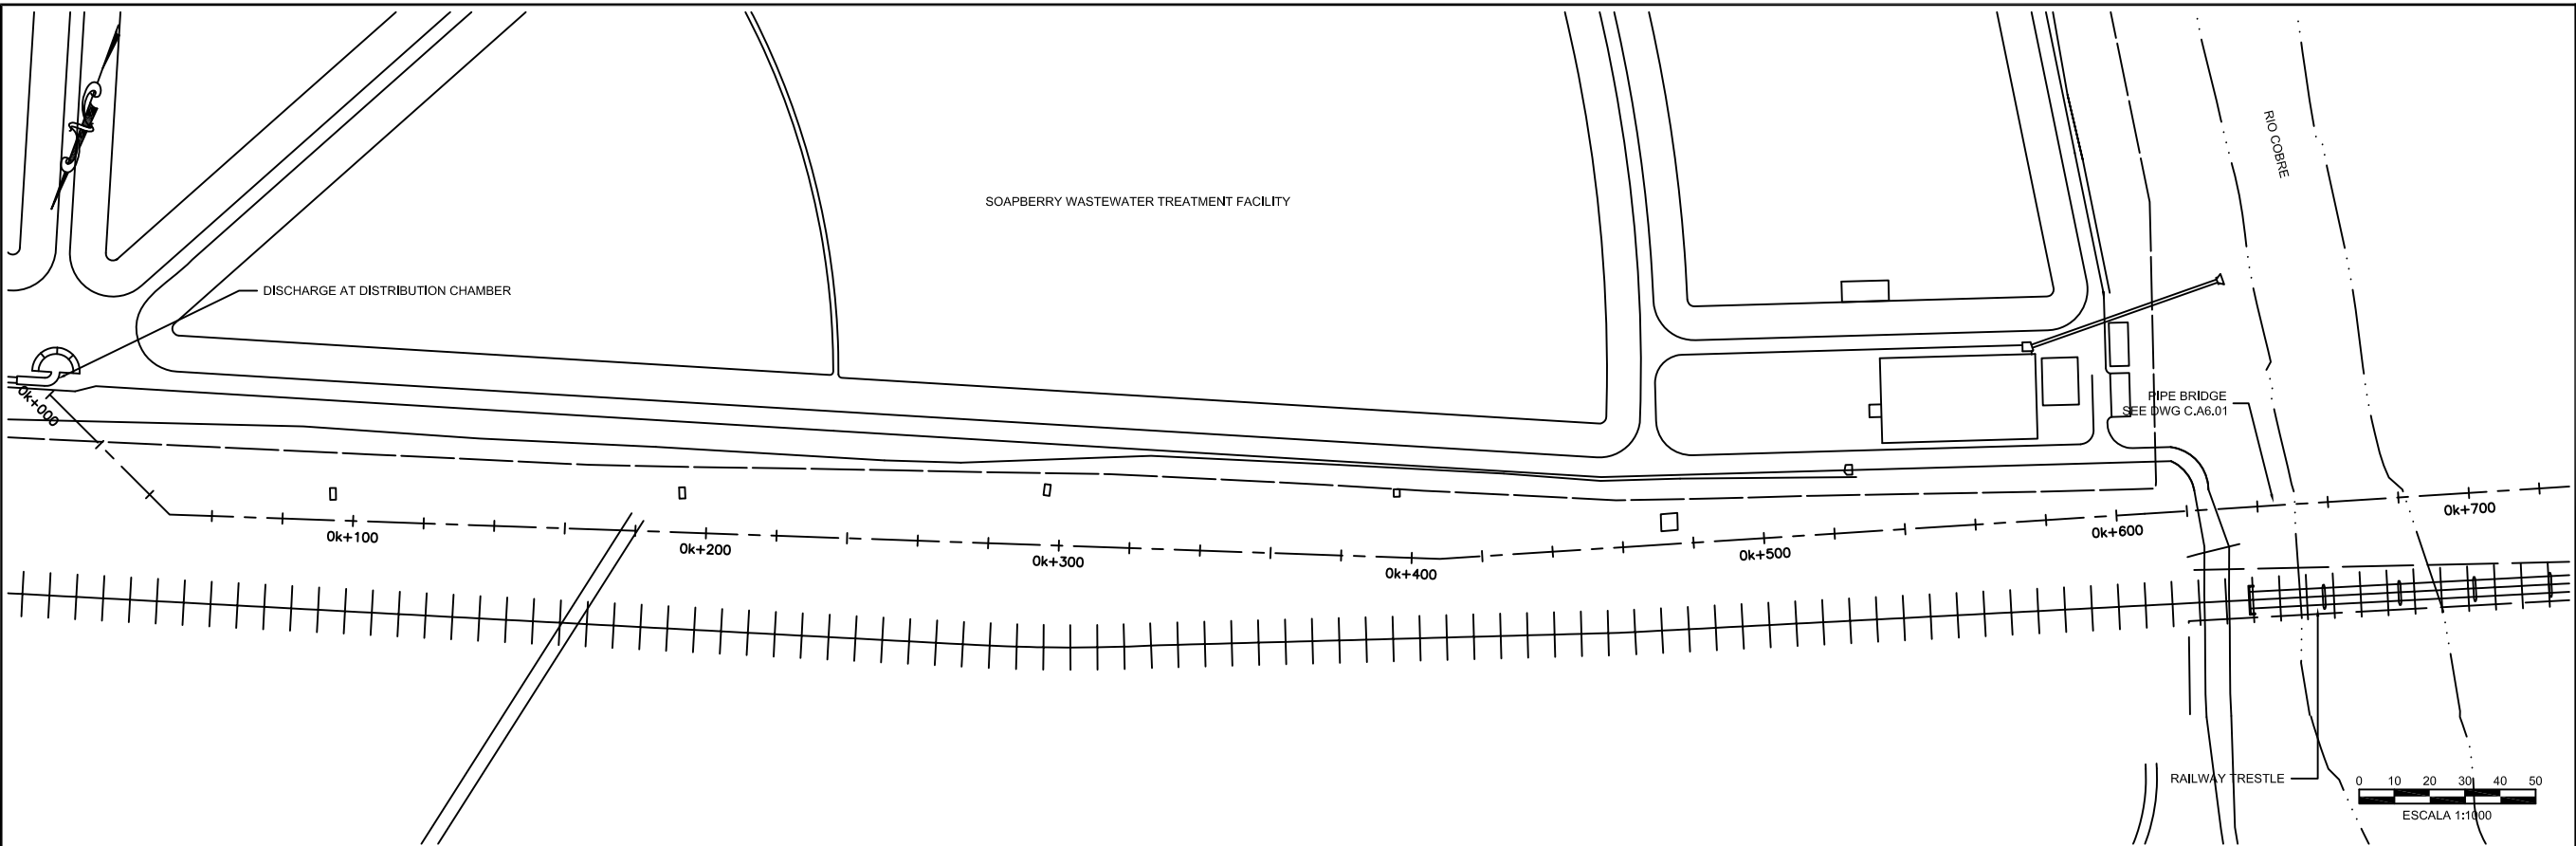 RIO COBRE
SOAPBERRY WASTEWATER TREATMENT FACILITY
DISCHARGE AT DISTRIBUTION CHAMBER
0k+000
PIPE BRIDGE
SEE DWG C.A6.01
0k+100
0k+200
0k+300
0k+400
0k+500
0k+600
0k+700
RAILWAY TRESTLE
0 10 20 30 40 50
ESCALA 1:1000